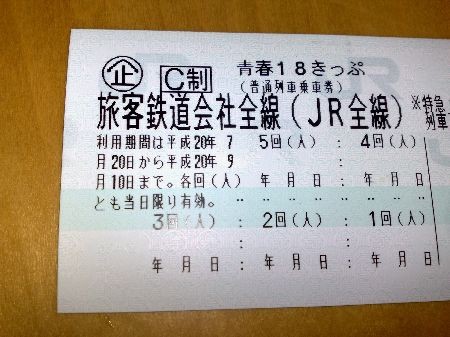 企 C制 青春18きっぷ
(普通列車乗車券)
旅客鉄道会社全線(JR全線)※特急
列車
利用期間は平成20年 7 5回(人) : 4回(人)
月20日から平成20年 9 :
月10日まで。各回(人) 年 月 日 : 年 月 日
とも当日限り有効。
3回(人) : 2回(人) : 1回(人)
: :
年 月 日 : 年 月 日 : 年 月 日